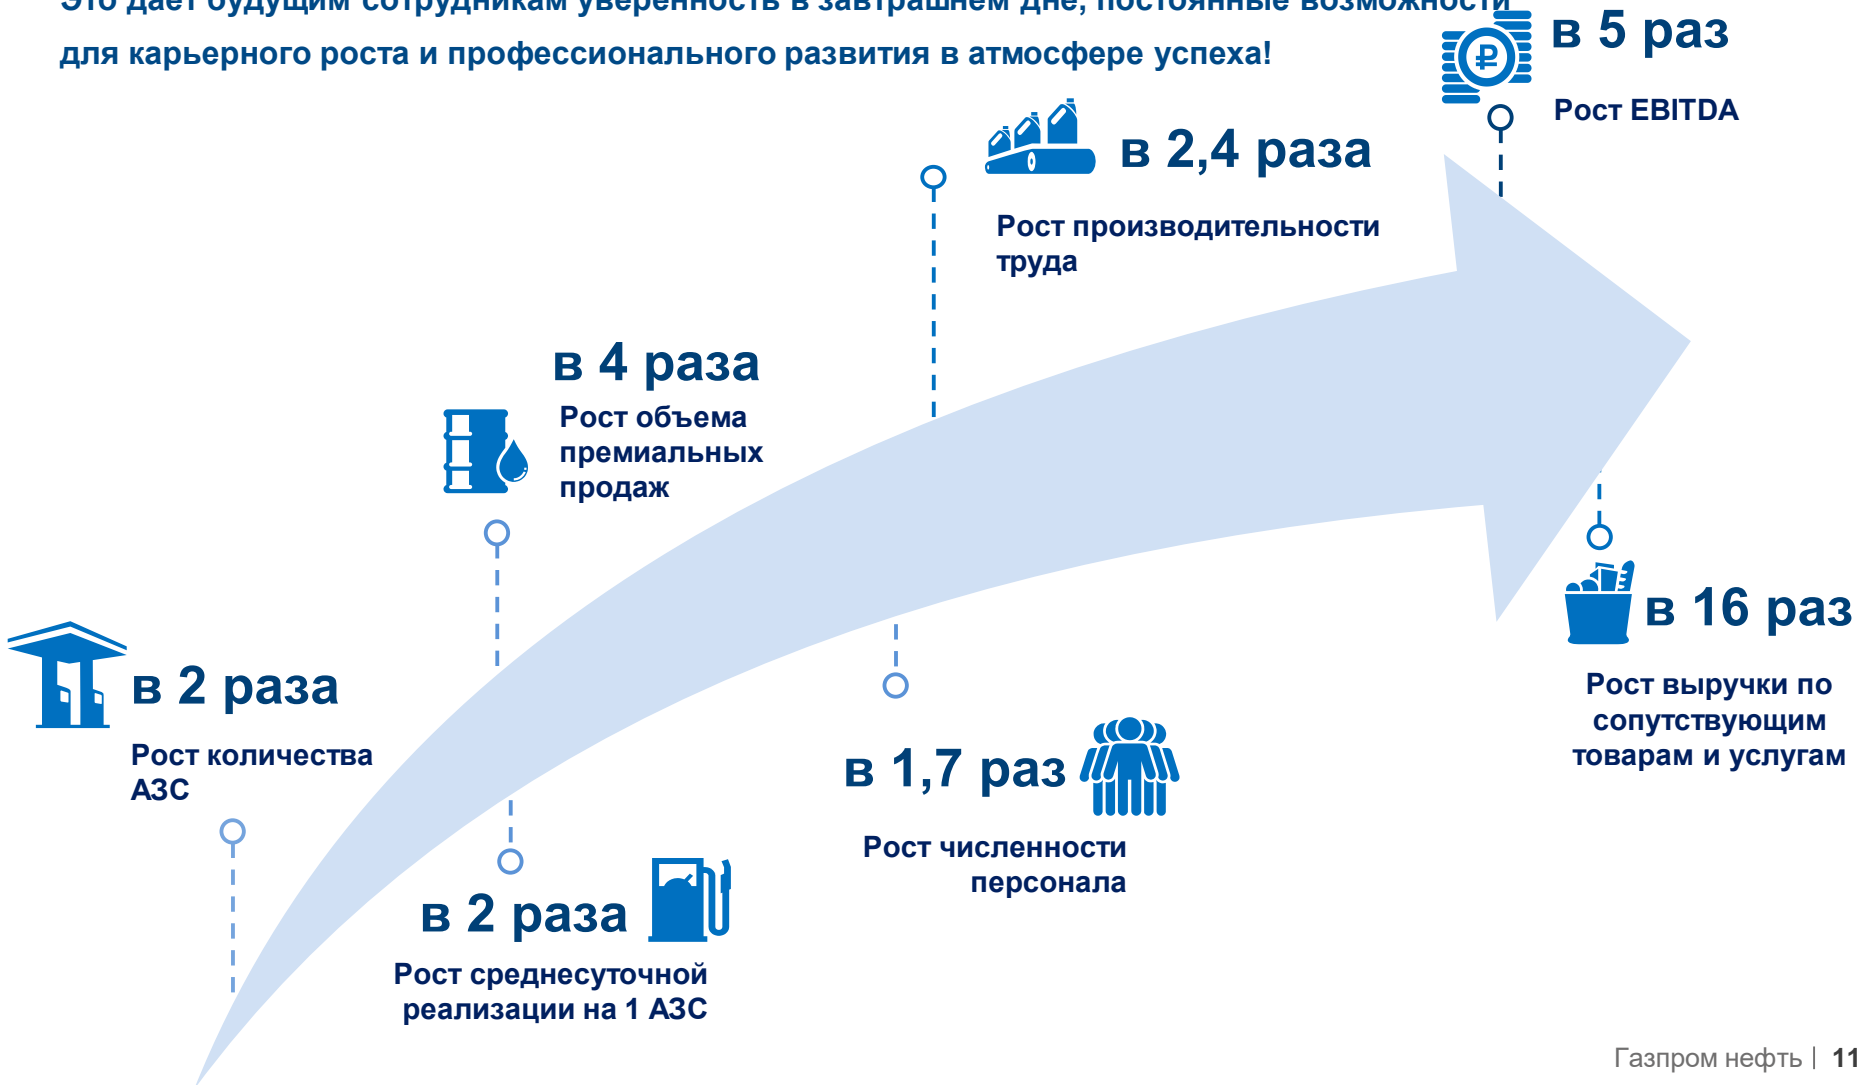 Это дает будущим сотрудникам уверенность в завтрашнем дне, постоянные возможности
для карьерного роста и профессионального развития в атмосфере успеха!
в 5 раз
Рост EBITDA
в 2,4 раза
Рост производительности
труда
в 4 раза
Рост объема
премиальных
продаж
в 16 раз
Рост выручки по
сопутствующим
товарам и услугам
в 2 раза
Рост количества
АЗС
в 1,7 раз
Рост численности
персонала
в 2 раза
Рост среднесуточной
реализации на 1 АЗС
Газпром нефть | 11